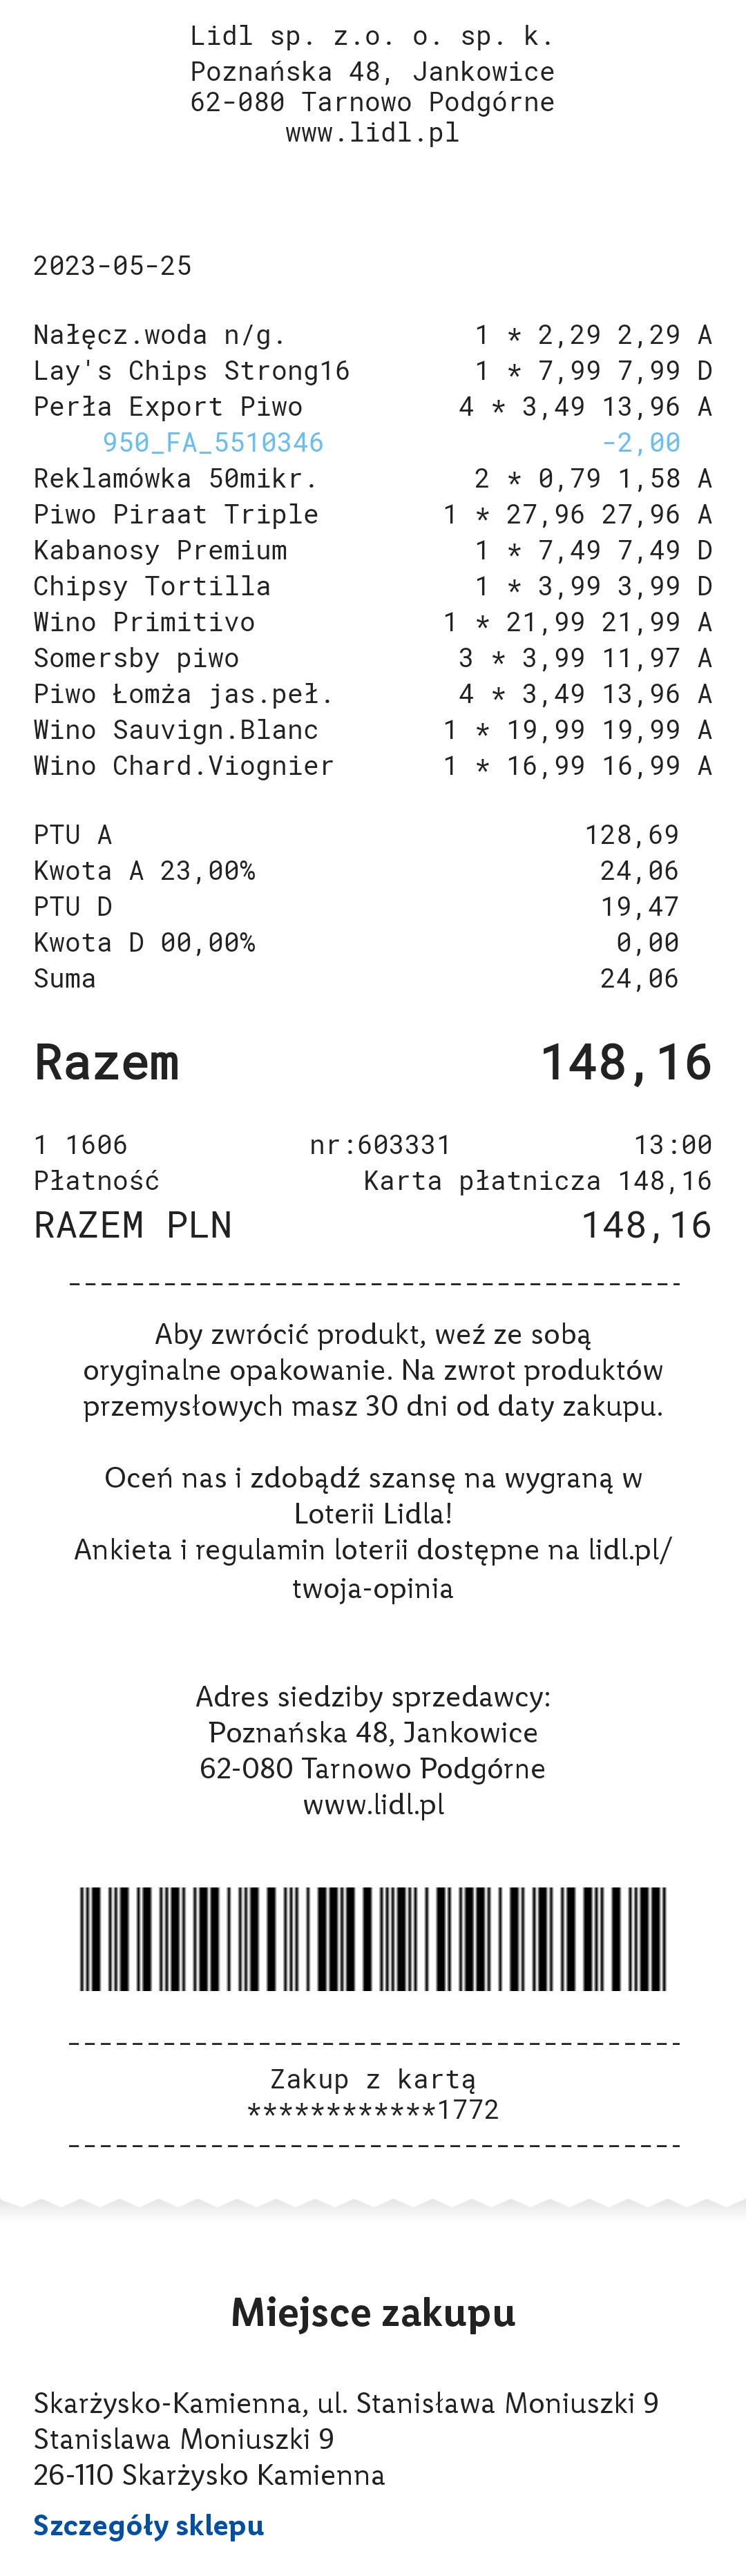 Lidl sp. z.o. o. sp. k.
Poznańska 48, Jankowice
62-080 Tarnowo Podgórne
www.lidl.pl
2023-05-25
Nałęcz.woda n/g. 1 * 2,29 2,29 A
Lay's Chips Strong16 1 * 7,99 7,99 D
Perła Export Piwo 4 * 3,49 13,96 A
950_FA_5510346 -2,00
Reklamówka 50mikr. 2 * 0,79 1,58 A
Piwo Piraat Triple 1 * 27,96 27,96 A
Kabanosy Premium 1 * 7,49 7,49 D
Chipsy Tortilla 1 * 3,99 3,99 D
Wino Primitivo 1 * 21,99 21,99 A
Somersby piwo 3 * 3,99 11,97 A
Piwo Łomża jas.peł. 4 * 3,49 13,96 A
Wino Sauvign.Blanc 1 * 19,99 19,99 A
Wino Chard.Viognier 1 * 16,99 16,99 A
PTU A 128,69
Kwota A 23,00% 24,06
PTU D 19,47
Kwota D 00,00% 0,00
Suma 24,06
Razem 148,16
1 1606 nr:603331 13:00
Płatność Karta płatnicza 148,16
RAZEM PLN 148,16
---------------------------------------
Aby zwrócić produkt, weź ze sobą
oryginalne opakowanie. Na zwrot produktów
przemysłowych masz 30 dni od daty zakupu.
Oceń nas i zdobądź szansę na wygraną w
Loterii Lidla!
Ankieta i regulamin loterii dostępne na lidl.pl/
twoja-opinia
Adres siedziby sprzedawcy:
Poznańska 48, Jankowice
62-080 Tarnowo Podgórne
www.lidl.pl
---------------------------------------
Zakup z kartą
************1772
---------------------------------------
Miejsce zakupu
Skarżysko-Kamienna, ul. Stanisława Moniuszki 9
Stanislawa Moniuszki 9
26-110 Skarżysko Kamienna
Szczegóły sklepu